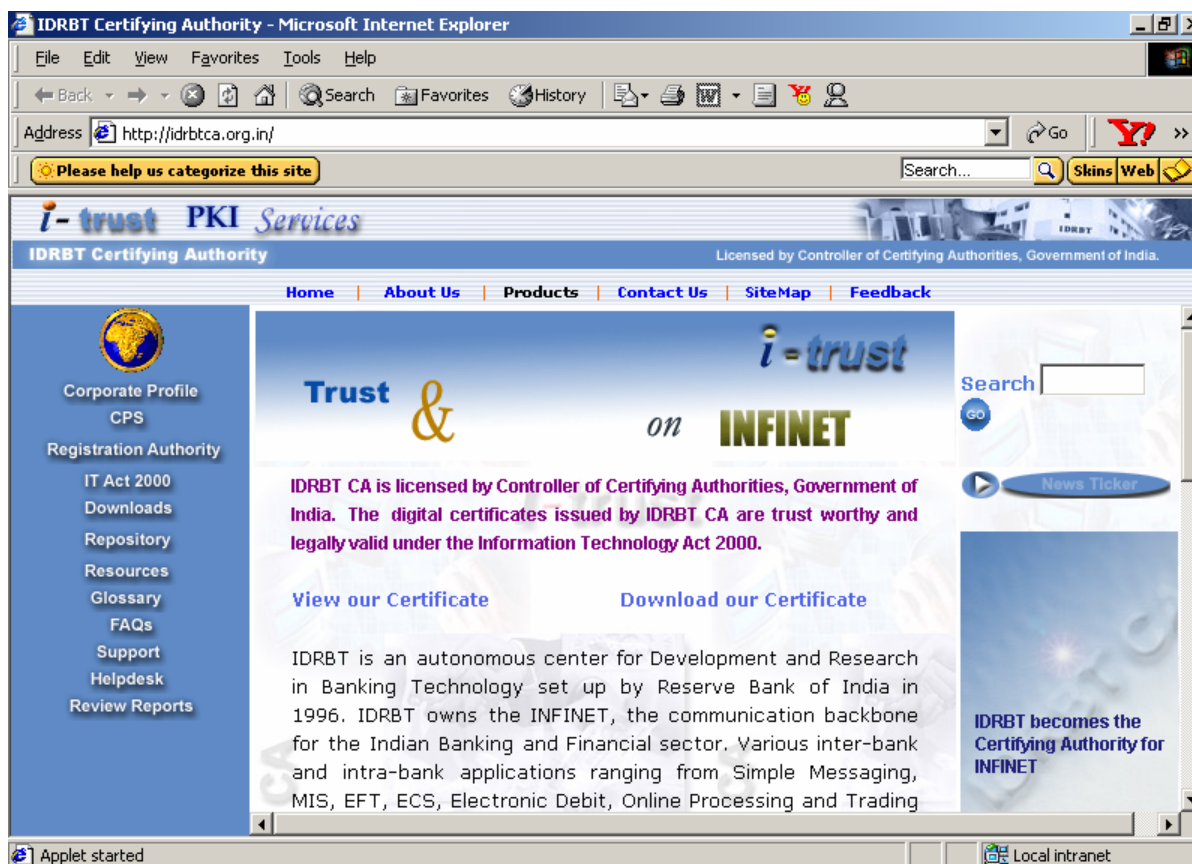 IDRBT Certifying Authority - Microsoft Internet Explorer
File Edit View Favorites Tools Help
Back Search Favorites History
Address http://idrbtca.org.in/ Go Y! »
Please help us categorize this site Search... Skins Web
i- trust PKI Services IDRBT
IDRBT Certifying Authority Licensed by Controller of Certifying Authorities, Government of India.
Home | About Us | Products | Contact Us | SiteMap | Feedback
Corporate Profile
CPS
Registration Authority
IT Act 2000
Downloads
Repository
Resources
Glossary
FAQs
Support
Helpdesk
Review Reports
i - trust
Trust & on INFINET
IDRBT CA is licensed by Controller of Certifying Authorities, Government of
India. The digital certificates issued by IDRBT CA are trust worthy and
legally valid under the Information Technology Act 2000.
View our Certificate Download our Certificate
IDRBT is an autonomous center for Development and Research
in Banking Technology set up by Reserve Bank of India in
1996. IDRBT owns the INFINET, the communication backbone
for the Indian Banking and Financial sector. Various inter-bank
and intra-bank applications ranging from Simple Messaging,
MIS, EFT, ECS, Electronic Debit, Online Processing and Trading
Search
GO
News Ticker
IDRBT CA
IDRBT becomes the
Certifying Authority for
INFINET
Applet started Local intranet